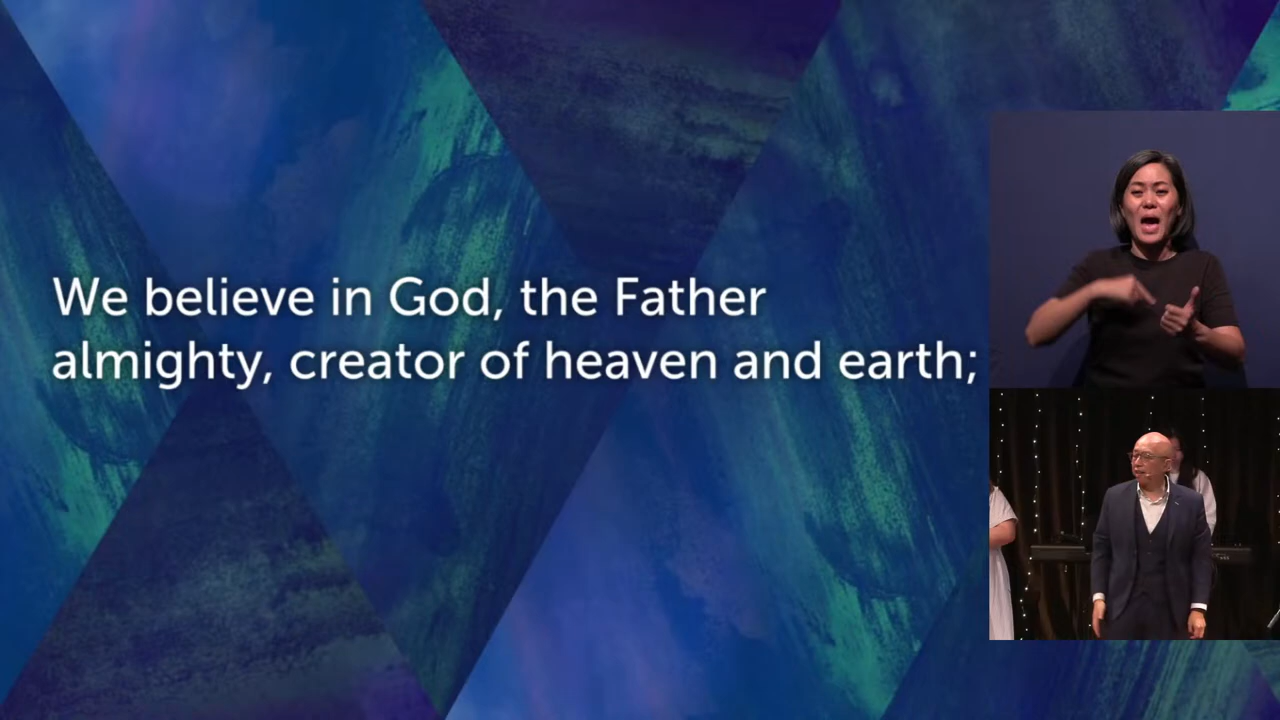 We believe in God, the Father
almighty, creator of heaven and earth;